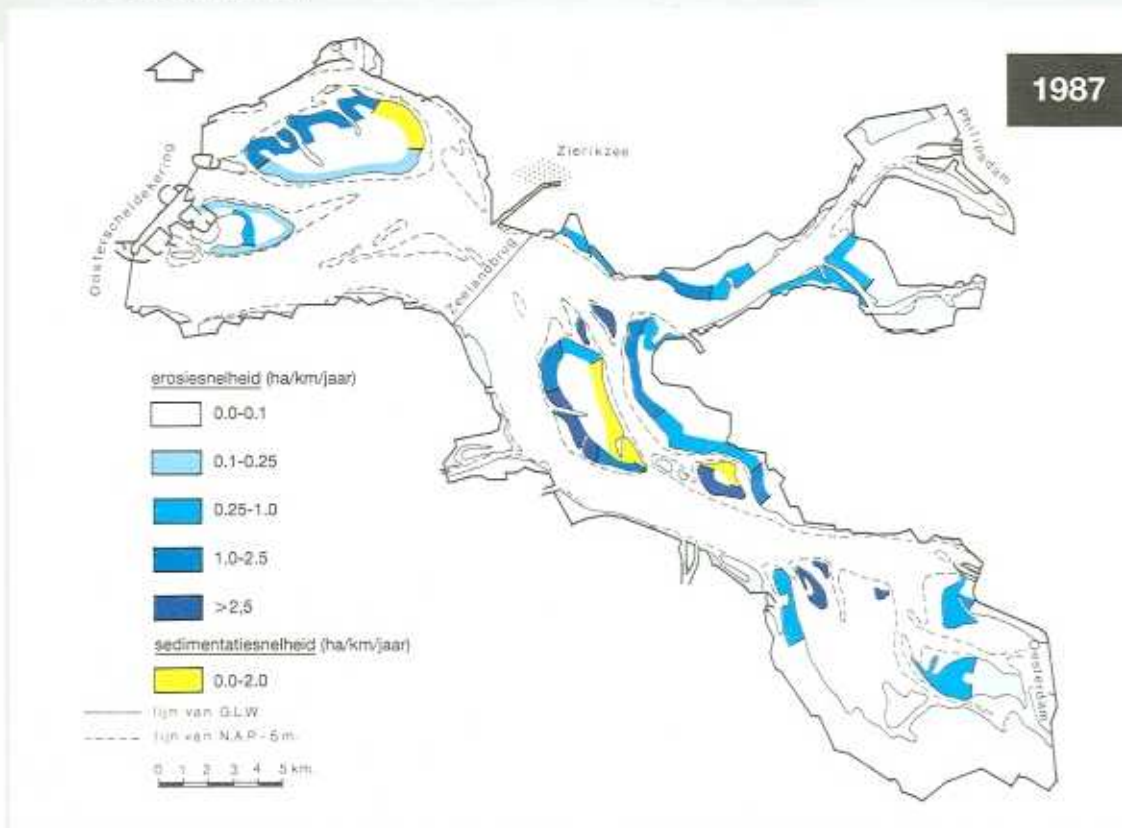 1987
Philipsdam
Zierikzee
Oosterscheldekering
Zeelandbrug
erosiesnelheid (ha/km/jaar)
0.0-0.1
0.1-0.25
0.25-1.0
1,0-2.5
>2,5
sedimentatiesnelheid (ha/km/jaar)
0.0-2.0
lijn van G.L.W.
lijn van N.A.P - 5 m.
Oesterdam
0 1 2 3 4 5 km.